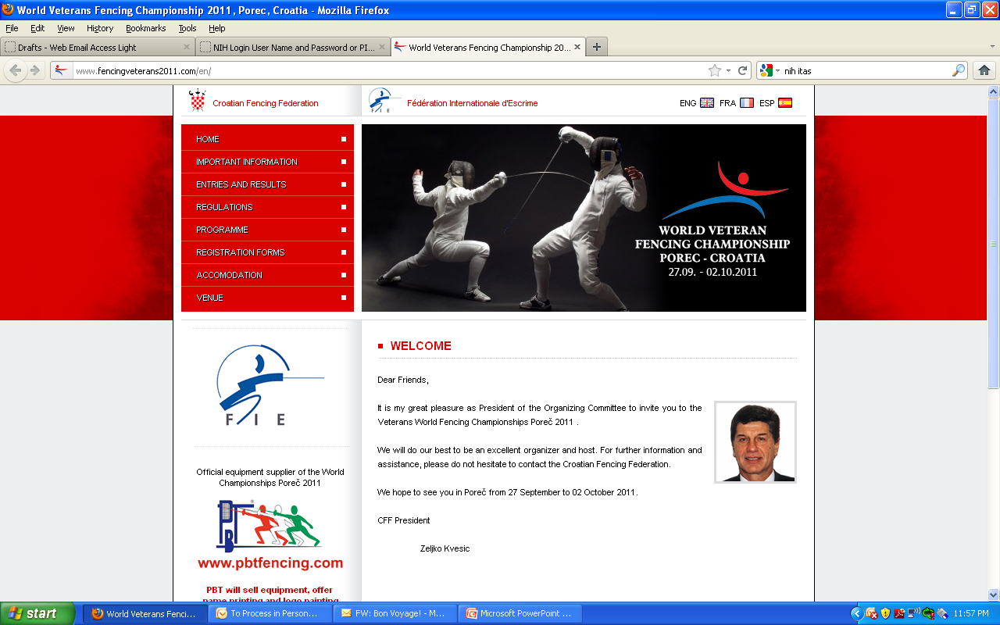 World Veterans Fencing Championship 2011, Porec, Croatia - Mozilla Firefox
File Edit View History Bookmarks Tools Help
Drafts - Web Email Access Light
NIH Login User Name and Password or PI...
World Veterans Fencing Championship 20...
www.fencingveterans2011.com/en/
nih itas
Croatian Fencing Federation
FIE
Fédération Internationale d'Escrime
ENG FRA ESP
HOME
IMPORTANT INFORMATION
ENTRIES AND RESULTS
REGULATIONS
PROGRAMME
REGISTRATION FORMS
ACCOMODATION
VENUE
WORLD VETERAN
FENCING CHAMPIONSHIP
POREC - CROATIA
27.09. - 02.10.2011
F I E
Official equipment supplier of the World
Championships Poreč 2011
PBT
www.pbtfencing.com
PBT will sell equipment, offer
name printing and logo painting
WELCOME
Dear Friends,
It is my great pleasure as President of the Organizing Committee to invite you to the
Veterans World Fencing Championships Poreč 2011 .
We will do our best to be an excellent organizer and host. For further information and
assistance, please do not hesitate to contact the Croatian Fencing Federation.
We hope to see you in Poreč from 27 September to 02 October 2011.
CFF President
Zeljko Kvesic
start
World Veterans Fenci...
To Process in Person...
FW: Bon Voyage! - M...
Microsoft PowerPoint ...
11:57 PM